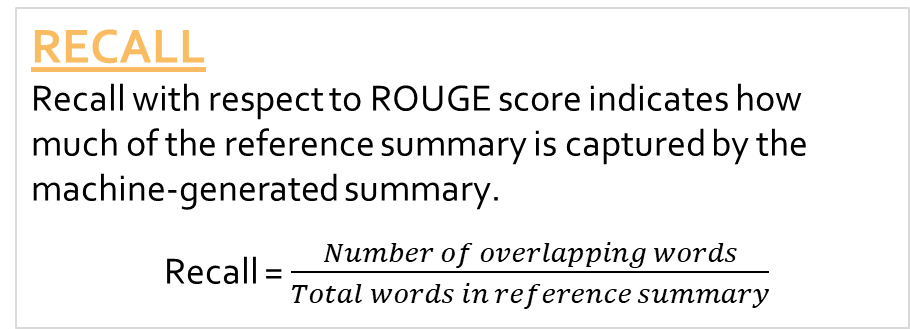 RECALL
Recall with respect to ROUGE score indicates how
much of the reference summary is captured by the
machine-generated summary.
Recall = Number of overlapping words / Total words in reference summary